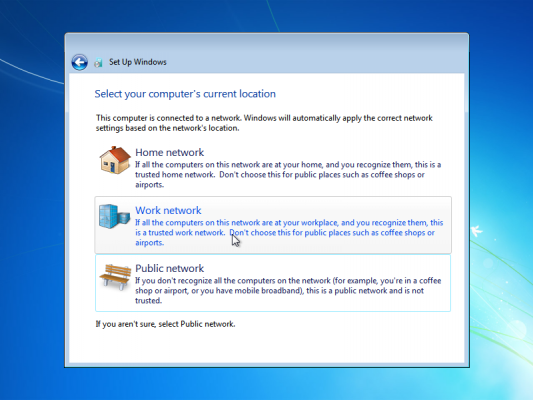 Set Up Windows
Select your computer's current location
This computer is connected to a network. Windows will automatically apply the correct network
settings based on the network's location.
Home network
If all the computers on this network are at your home, and you recognize them, this is a
trusted home network.  Don't choose this for public places such as coffee shops or
airports.
Work network
If all the computers on this network are at your workplace, and you recognize them, this
is a trusted work network.  Don't choose this for public places such as coffee shops or
airports.
Public network
If you don't recognize all the computers on the network (for example, you're in a coffee
shop or airport, or you have mobile broadband), this is a public network and is not
trusted.
If you aren't sure, select Public network.